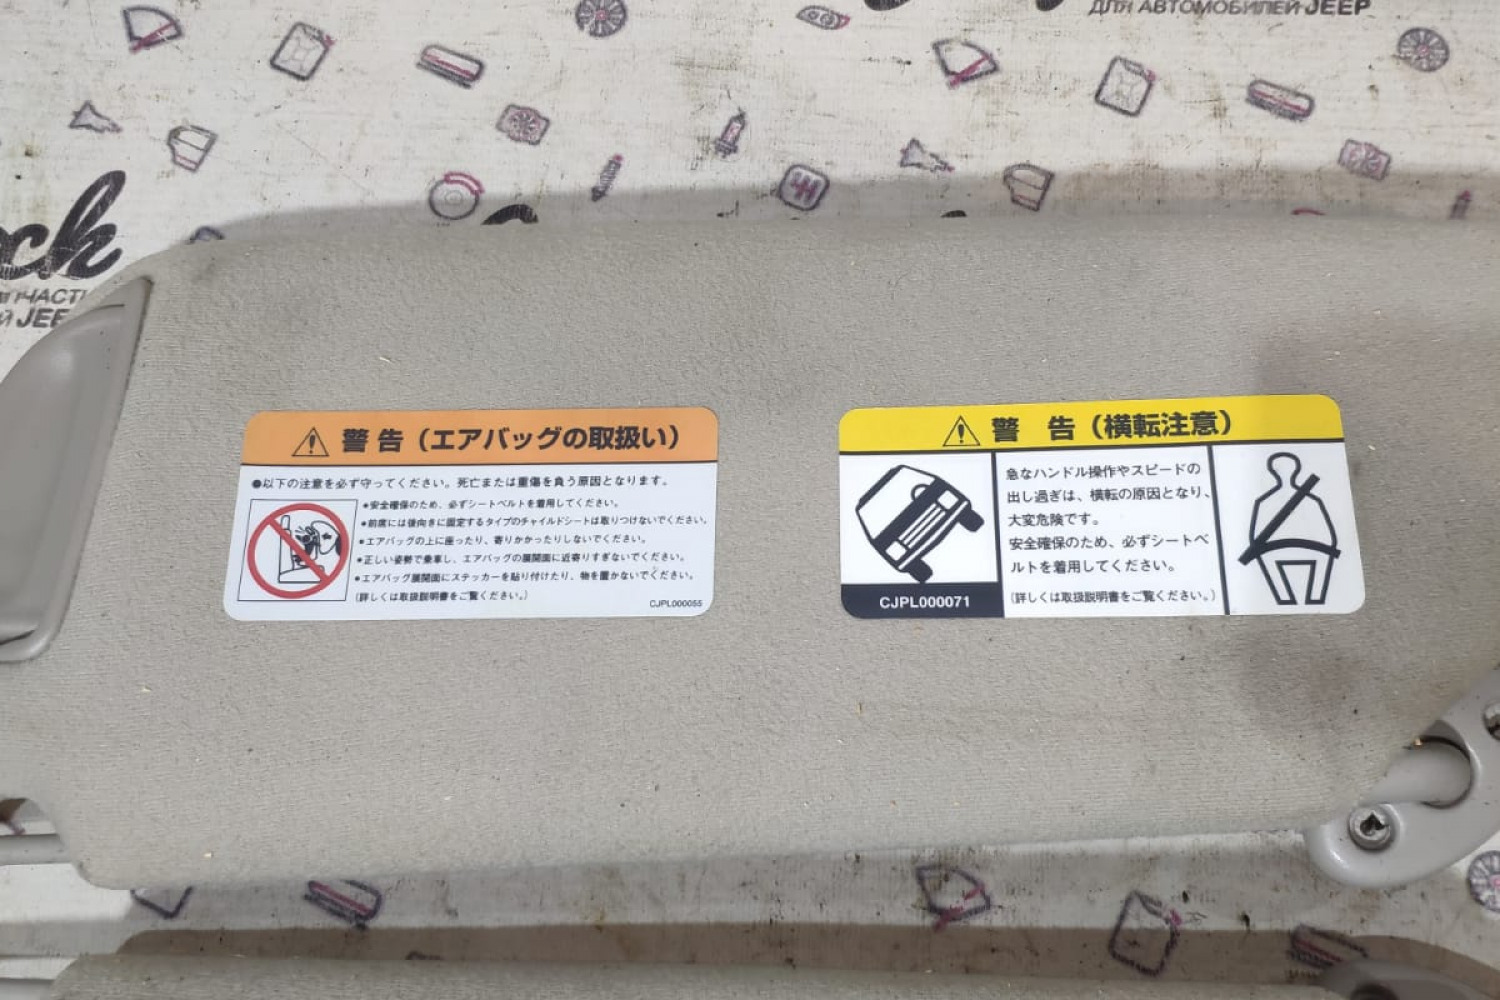 ДЛЯ АВТОМОБИЛЕЙ JEEP
ck
JEE
警告（エアバッグの取扱い）
●以下の注意を必ず守ってください。死亡または重傷を負う原因となります。
●安全確保のため、必ずシートベルトを着用してください。
●前席には後向きに固定するタイプのチャイルドシートは取りつけないでください。
●エアバッグの上に座ったり、寄りかかったりしないでください。
●正しい姿勢で乗車し、エアバッグの展開面に近寄りすぎないでください。
●エアバッグ展開面にステッカーを貼り付けたり、物を置かないでください。
（詳しくは取扱説明書をご覧ください。）
CJPL000055
警 告（横転注意）
急なハンドル操作やスピードの
出し過ぎは、横転の原因となり、
大変危険です。
安全確保のため、必ずシートベ
ルトを着用してください。
（詳しくは取扱説明書をご覧ください。）
CJPL000071